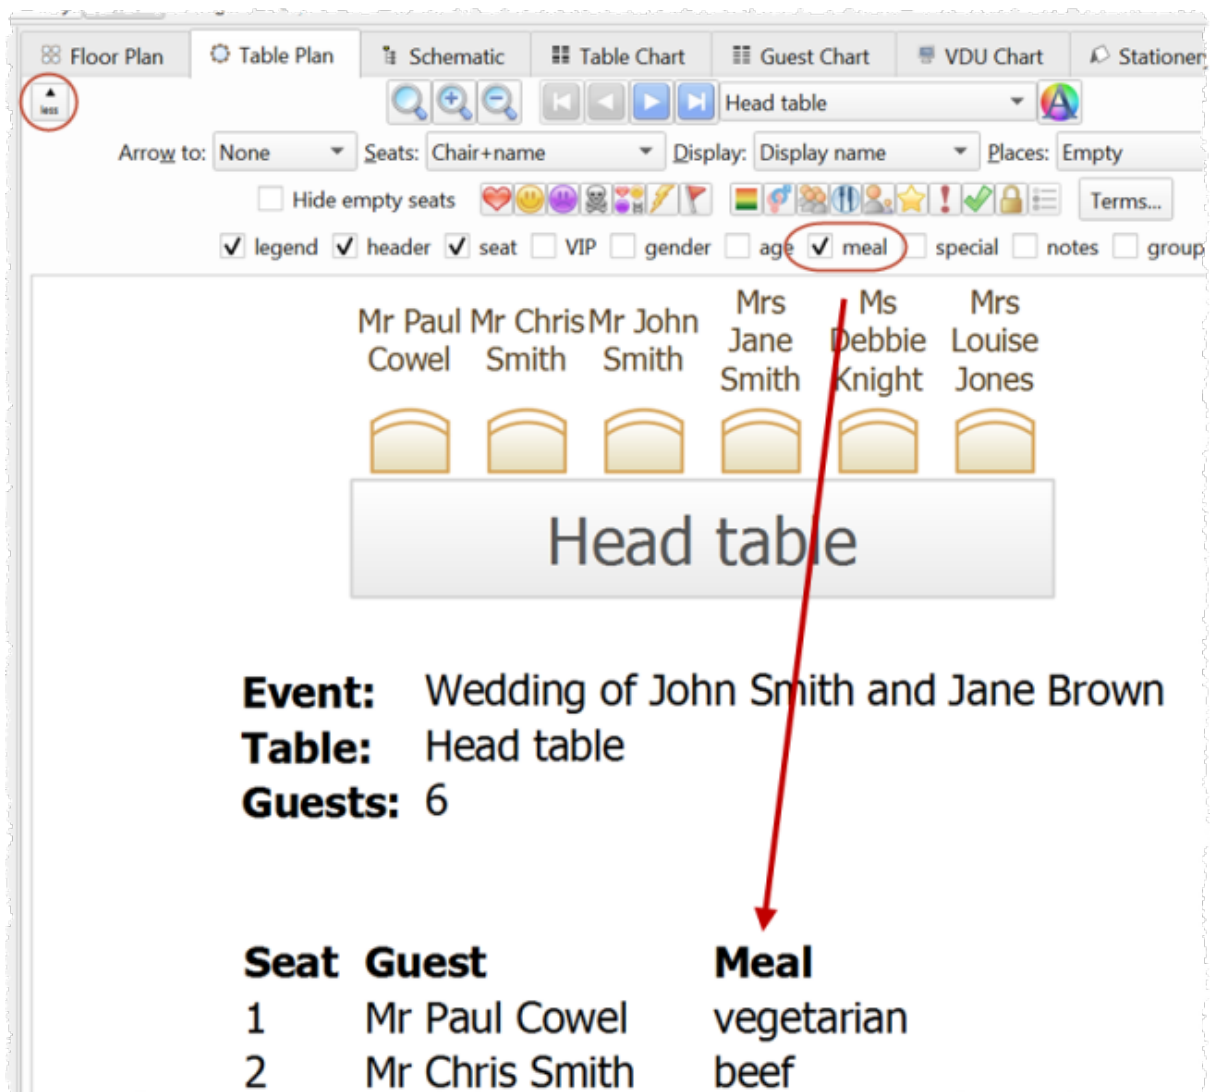 Floor Plan Table Plan Schematic Table Chart Guest Chart VDU Chart Stationery
less Head table
Arrow to: None Seats: Chair+name Display: Display name Places: Empty
Hide empty seats Terms...
legend header seat VIP gender age meal special notes group
Mr Paul Cowel
Mr Chris Smith
Mr John Smith
Mrs Jane Smith
Ms Debbie Knight
Mrs Louise Jones
Head table
Event: Wedding of John Smith and Jane Brown
Table: Head table
Guests: 6
Seat Guest Meal
1 Mr Paul Cowel vegetarian
2 Mr Chris Smith beef